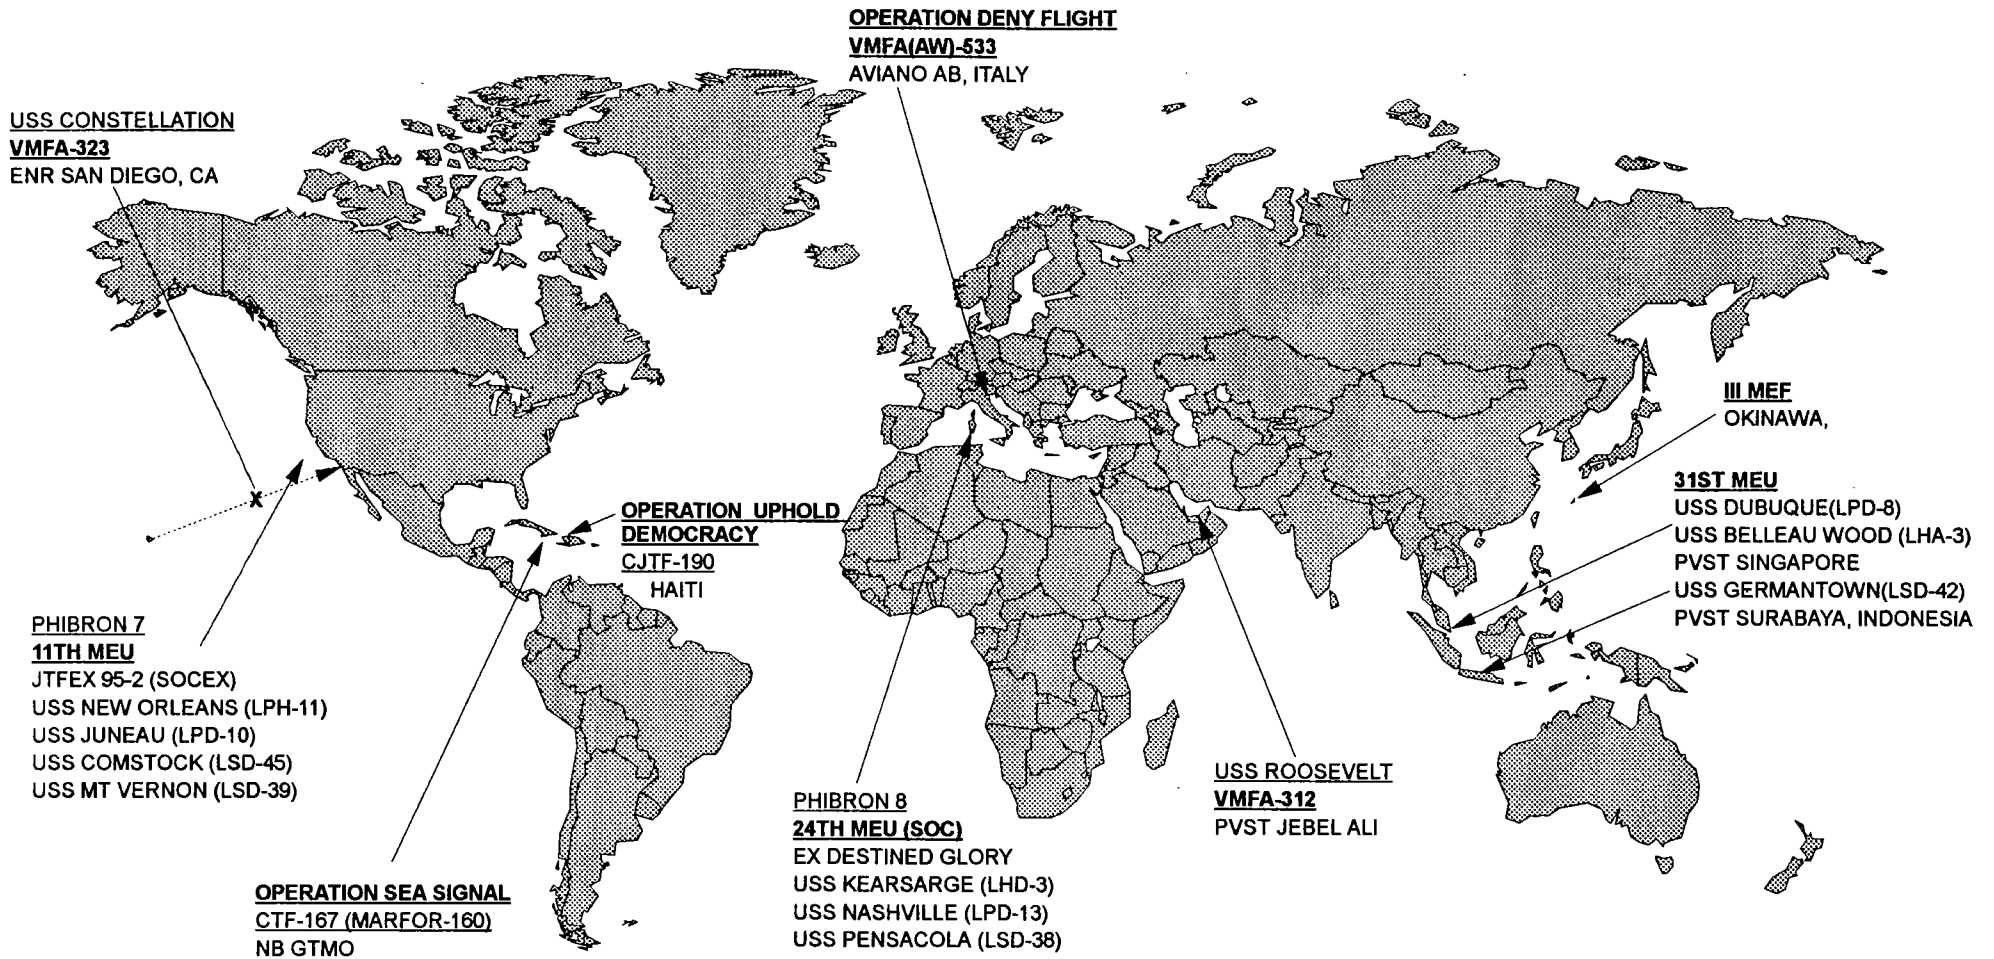 OPERATION DENY FLIGHT
VMFA(AW)-533
AVIANO AB, ITALY
USS CONSTELLATION
VMFA-323
ENR SAN DIEGO, CA
X
III MEF
OKINAWA,
31ST MEU
USS DUBUQUE(LPD-8)
USS BELLEAU WOOD (LHA-3)
PVST SINGAPORE
USS GERMANTOWN(LSD-42)
PVST SURABAYA, INDONESIA
OPERATION UPHOLD
DEMOCRACY
CJTF-190
HAITI
PHIBRON 7
11TH MEU
JTFEX 95-2 (SOCEX)
USS NEW ORLEANS (LPH-11)
USS JUNEAU (LPD-10)
USS COMSTOCK (LSD-45)
USS MT VERNON (LSD-39)
USS ROOSEVELT
VMFA-312
PVST JEBEL ALI
PHIBRON 8
24TH MEU (SOC)
EX DESTINED GLORY
USS KEARSARGE (LHD-3)
USS NASHVILLE (LPD-13)
USS PENSACOLA (LSD-38)
OPERATION SEA SIGNAL
CTF-167 (MARFOR-160)
NB GTMO